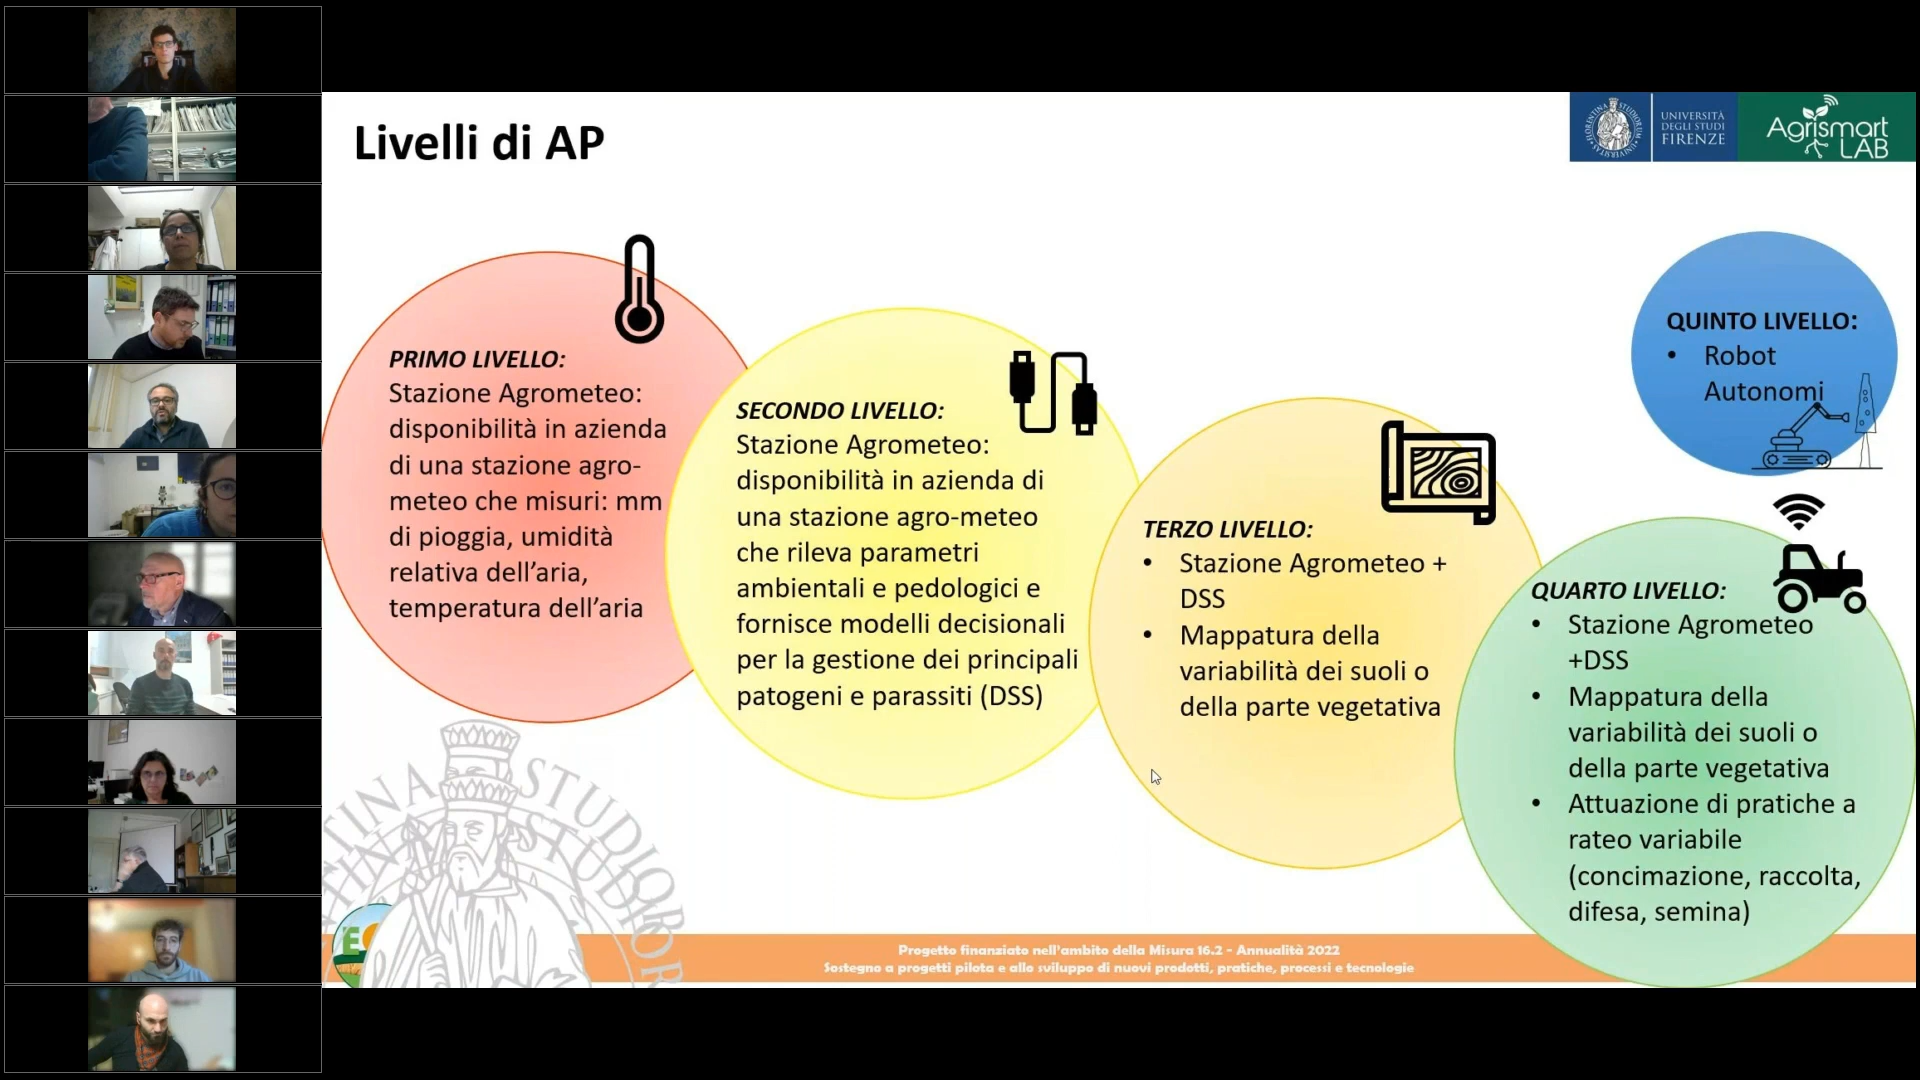 Livelli di AP
UNIVERSITÀ
DEGLI STUDI
FIRENZE
Agrismart
LAB
PRIMO LIVELLO:
Stazione Agrometeo:
disponibilità in azienda
di una stazione agro-
meteo che misuri: mm
di pioggia, umidità
relativa dell'aria,
temperatura dell'aria
SECONDO LIVELLO:
Stazione Agrometeo:
disponibilità in azienda di
una stazione agro-meteo
che rileva parametri
ambientali e pedologici e
fornisce modelli decisionali
per la gestione dei principali
patogeni e parassiti (DSS)
TERZO LIVELLO:
• Stazione Agrometeo +
DSS
• Mappatura della
variabilità dei suoli o
della parte vegetativa
QUARTO LIVELLO:
• Stazione Agrometeo
+DSS
• Mappatura della
variabilità dei suoli o
della parte vegetativa
• Attuazione di pratiche a
rateo variabile
(concimazione, raccolta,
difesa, semina)
QUINTO LIVELLO:
• Robot
Autonomi
Progetto finanziato nell'ambito della Misura 16.2 - Annualità 2022
Sostegno a progetti pilota e allo sviluppo di nuovi prodotti, pratiche, processi e tecnologie